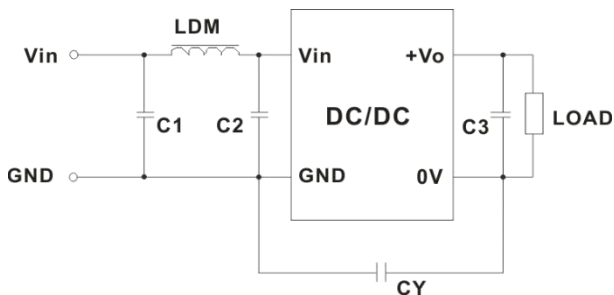 LDM
Vin
Vin
+Vo
C1
C2
DC/DC
C3
LOAD
GND
GND
0V
CY